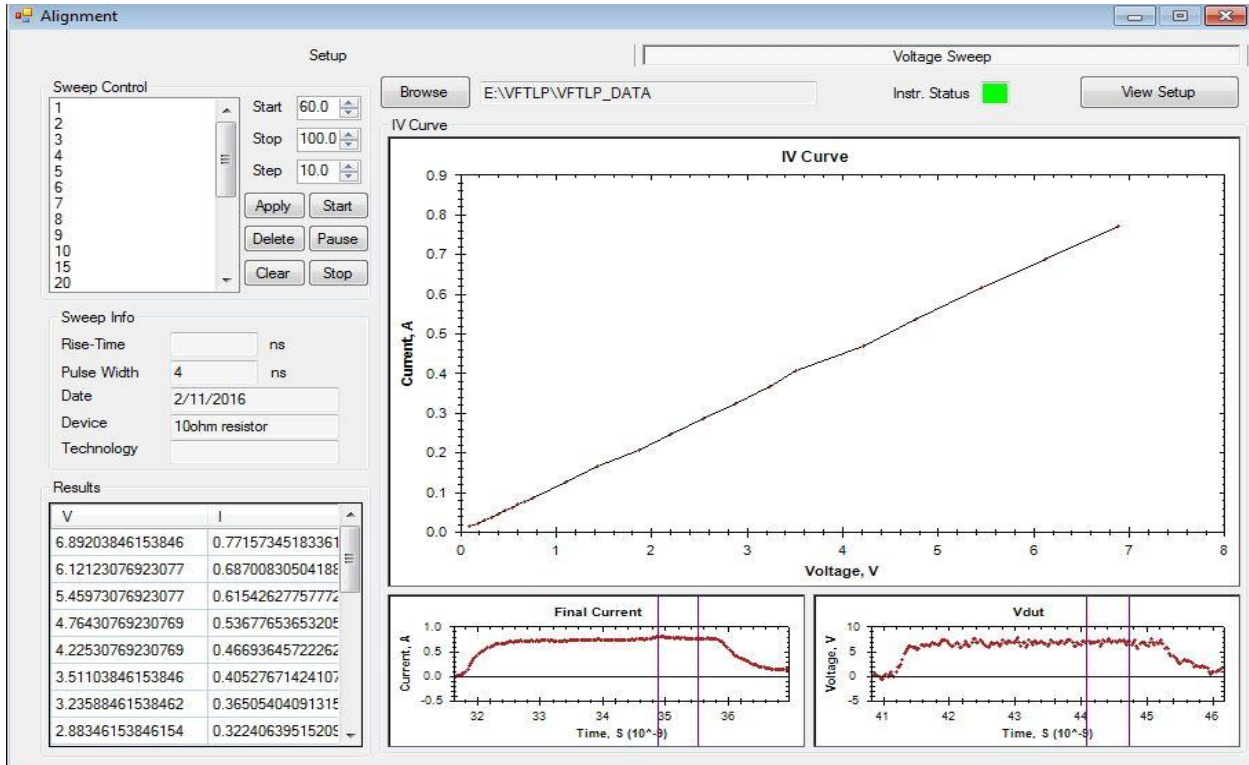 Alignment
Setup
Voltage Sweep
Sweep Control
1
2
3
4
5
6
7
8
9
10
15
20
Start 60.0
Stop 100.0
Step 10.0
Apply Start
Delete Pause
Clear Stop
Browse E:\VFTLP\VFTLP_DATA Instr. Status View Setup
Sweep Info
Rise-Time ns
Pulse Width 4 ns
Date 2/11/2016
Device 10ohm resistor
Technology
Results
V I
6.89203846153846 0.77157345183361
6.12123076923077 0.68700830504188
5.45973076923077 0.61542627757772
4.76430769230769 0.53677653653205
4.22530769230769 0.46693645722262
3.51103846153846 0.40527671424107
3.23588461538462 0.36505404091315
2.88346153846154 0.32240639515209
IV Curve
IV Curve
0.9
0.8
0.7
0.6
0.5
0.4
0.3
0.2
0.1
0.0
Current, A
0 1 2 3 4 5 6 7 8
Voltage, V
Final Current
1.0
0.5
0.0
-0.5
Current, A
32 33 34 35 36
Time, S (10^-9)
Vdut
10
5
0
-5
Voltage, V
41 42 43 44 45 46
Time, S (10^-9)